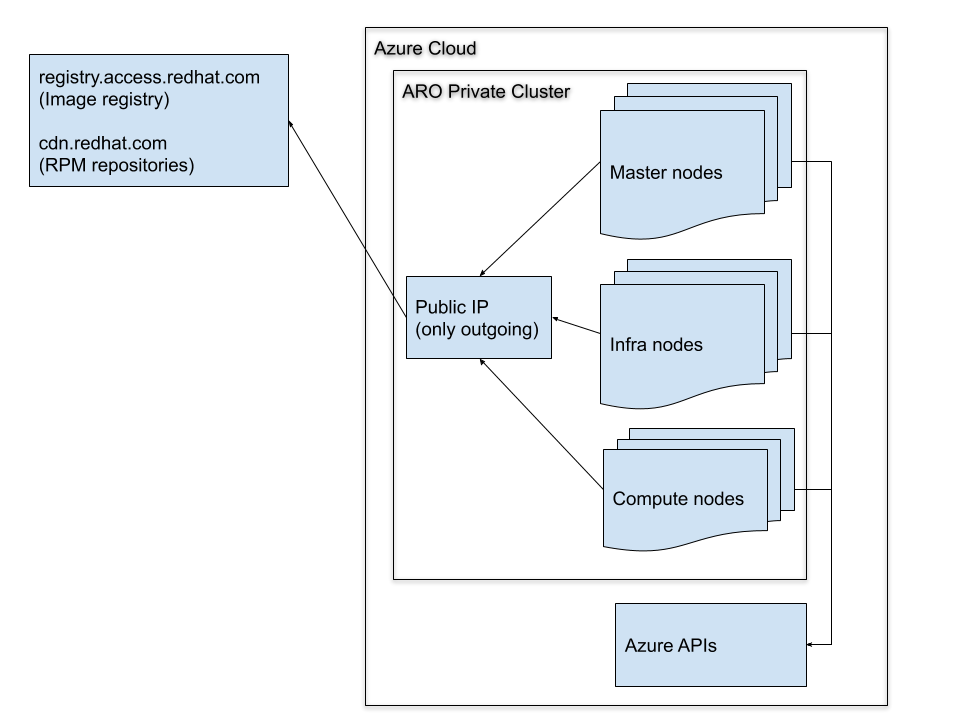 Azure Cloud
registry.access.redhat.com
(Image registry)
cdn.redhat.com
(RPM repositories)
ARO Private Cluster
Master nodes
Public IP
(only outgoing)
Infra nodes
Compute nodes
Azure APIs